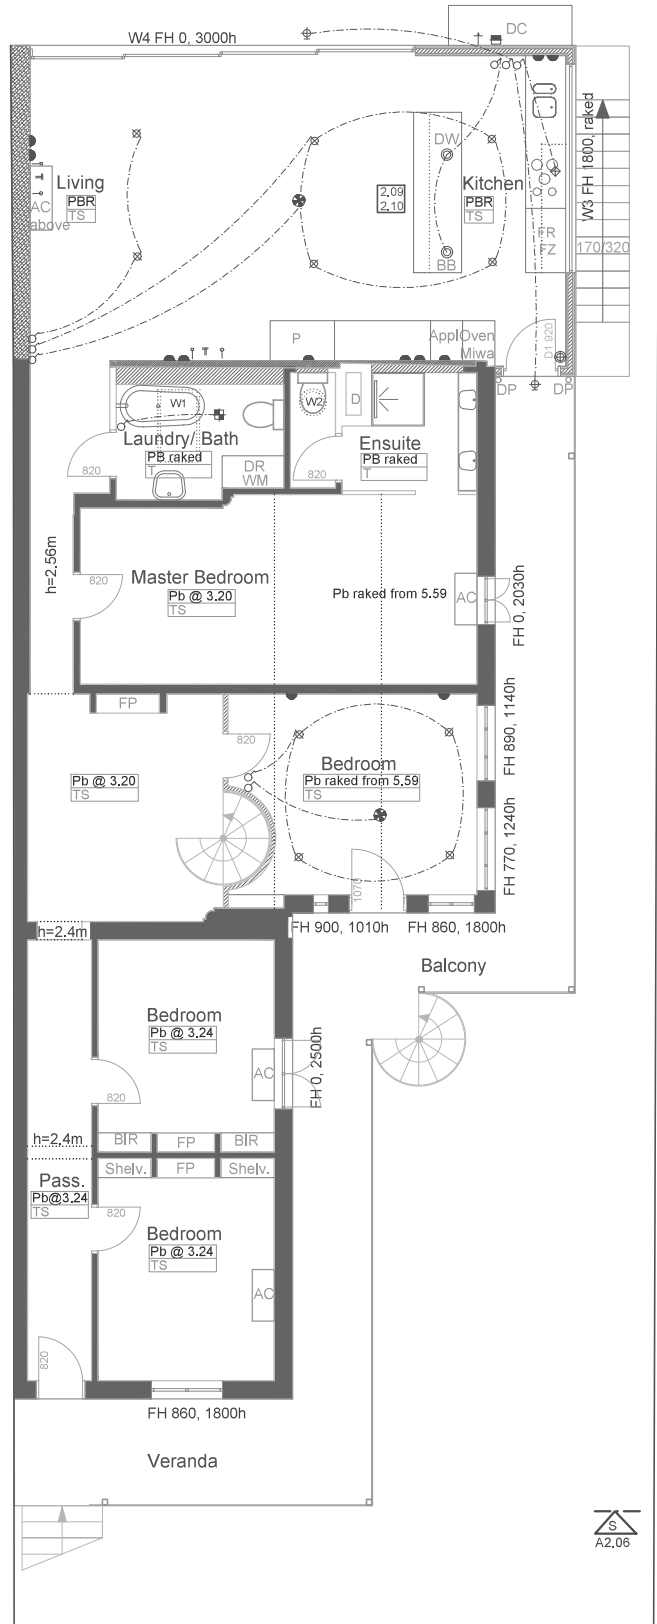 DC
W4 FH 0, 3000h
W3 FH 1800, raked
DW
Living
PBR
TS
AC
above
2.09
2.10
Kitchen
PBR
TS
FR
FZ
170/320
BB
P
Appl
Oven
Miwa
D1 920
DP
DP
W1
W2
D
Laundry/ Bath
PB raked
T
820
DR
WM
820
Ensuite
PB raked
T
h=2.56m
820
Master Bedroom
Pb @ 3.20
TS
Pb raked from 5.59
AC
FH 0, 2030h
FP
820
FH 890, 1140h
Pb @ 3.20
TS
Bedroom
Pb raked from 5.59
TS
FH 770, 1240h
1070
h=2.4m
FH 900, 1010h
FH 860, 1800h
Balcony
Bedroom
Pb @ 3.24
TS
AC
FH 0, 2500h
820
h=2.4m
BIR
FP
BIR
Shelv.
FP
Shelv.
Pass.
Pb@3.24
TS
820
Bedroom
Pb @ 3.24
TS
AC
820
FH 860, 1800h
Veranda
S
A2.06